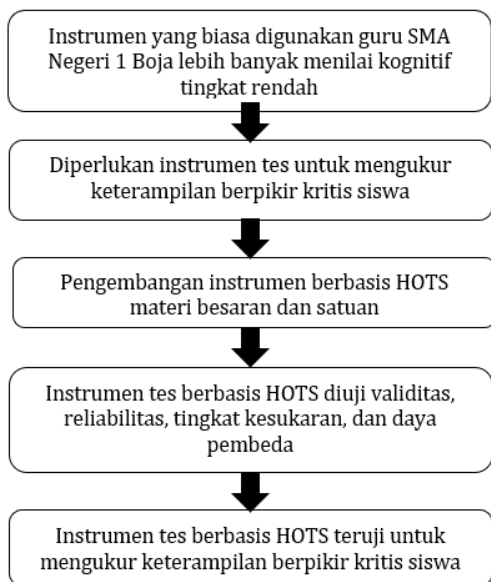 Instrumen yang biasa digunakan guru SMA
Negeri 1 Boja lebih banyak menilai kognitif
tingkat rendah
Diperlukan instrumen tes untuk mengukur
keterampilan berpikir kritis siswa
Pengembangan instrumen berbasis HOTS
materi besaran dan satuan
Instrumen tes berbasis HOTS diuji validitas,
reliabilitas, tingkat kesukaran, dan daya
pembeda
Instrumen tes berbasis HOTS teruji untuk
mengukur keterampilan berpikir kritis siswa